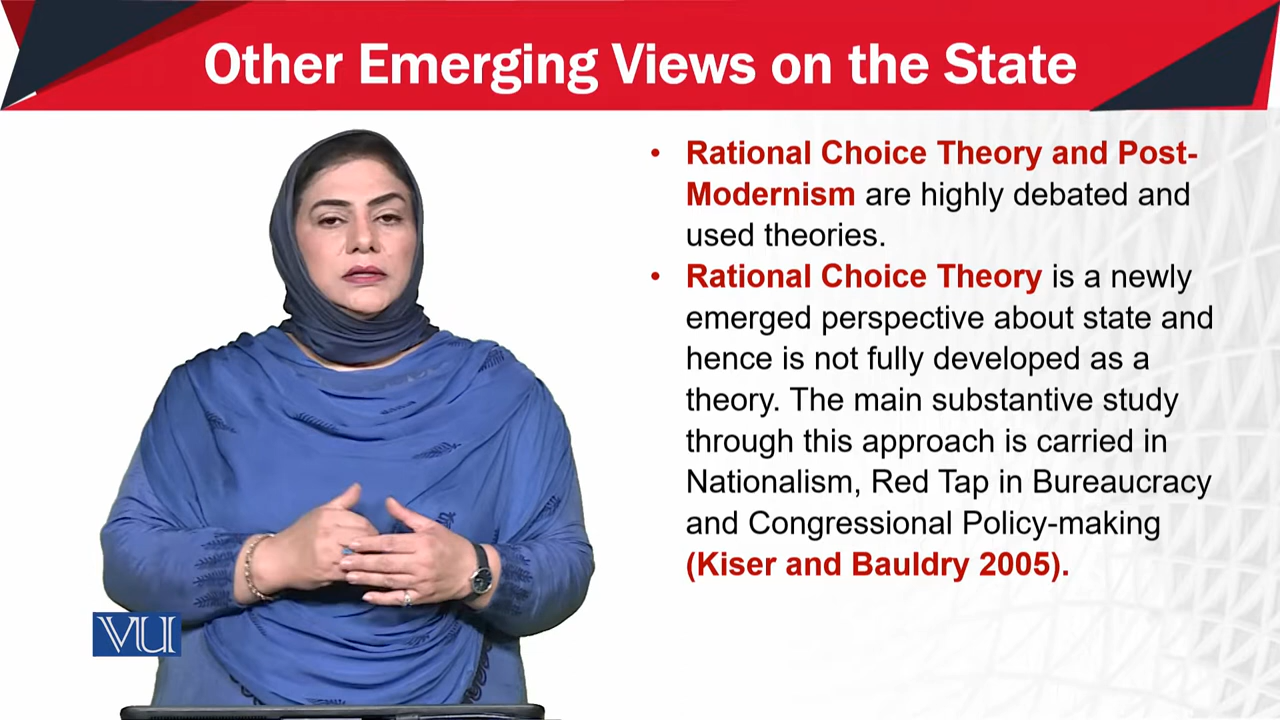 Other Emerging Views on the State
• Rational Choice Theory and Post-
Modernism are highly debated and
used theories.
• Rational Choice Theory is a newly
emerged perspective about state and
hence is not fully developed as a
theory. The main substantive study
through this approach is carried in
Nationalism, Red Tap in Bureaucracy
and Congressional Policy-making
(Kiser and Bauldry 2005).
VU